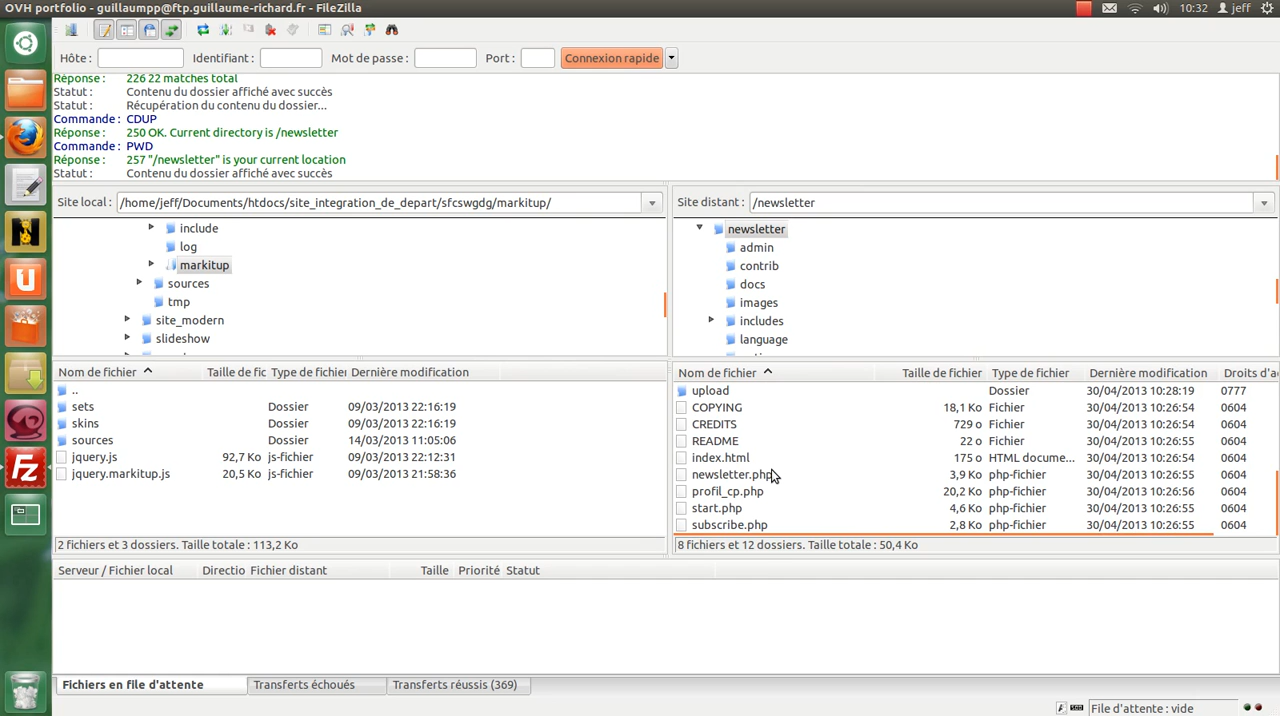 OVH portfolio - guillaumpp@ftp.guillaume-richard.fr - FileZilla
10:32 jeff
Hôte :
Identifiant :
Mot de passe :
Port :
Connexion rapide
Réponse : 226 22 matches total
Statut : Contenu du dossier affiché avec succès
Statut : Récupération du contenu du dossier...
Commande : CDUP
Réponse : 250 OK. Current directory is /newsletter
Commande : PWD
Réponse : 257 "/newsletter" is your current location
Statut : Contenu du dossier affiché avec succès
Site local : /home/jeff/Documents/htdocs/site_integration_de_depart/sfcswgdg/markitup/
include
log
markitup
sources
tmp
site_modern
slideshow
Site distant : /newsletter
newsletter
admin
contrib
docs
images
includes
language
Nom de fichier Taille de fic Type de fichier Dernière modification
..
sets Dossier 09/03/2013 22:16:19
skins Dossier 09/03/2013 22:16:19
sources Dossier 14/03/2013 11:05:06
jquery.js 92,7 Ko js-fichier 09/03/2013 22:12:31
jquery.markitup.js 20,5 Ko js-fichier 09/03/2013 21:58:36
2 fichiers et 3 dossiers. Taille totale : 113,2 Ko
Nom de fichier Taille de fichier Type de fichier Dernière modification Droits d'a
upload Dossier 30/04/2013 10:28:19 0777
COPYING 18,1 Ko Fichier 30/04/2013 10:26:54 0604
CREDITS 729 o Fichier 30/04/2013 10:26:54 0604
README 22 o Fichier 30/04/2013 10:26:54 0604
index.html 175 o HTML docume... 30/04/2013 10:26:54 0604
newsletter.php 3,9 Ko php-fichier 30/04/2013 10:26:55 0604
profil_cp.php 20,2 Ko php-fichier 30/04/2013 10:26:56 0604
start.php 4,6 Ko php-fichier 30/04/2013 10:26:55 0604
subscribe.php 2,8 Ko php-fichier 30/04/2013 10:26:55 0604
8 fichiers et 12 dossiers. Taille totale : 50,4 Ko
Serveur / Fichier local Directio Fichier distant Taille Priorité Statut
Fichiers en file d'attente
Transferts échoués
Transferts réussis (369)
File d'attente : vide